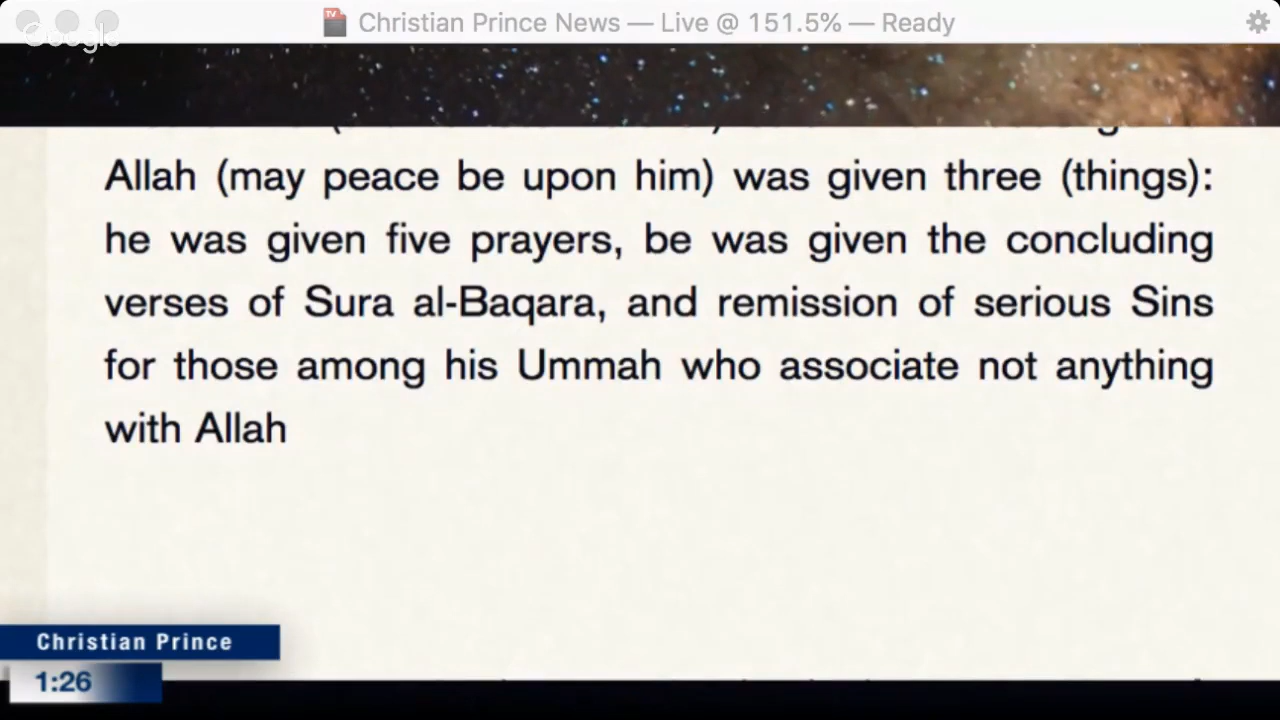 Christian Prince News — Live @ 151.5% — Ready
Google
Allah (may peace be upon him) was given three (things):
he was given five prayers, be was given the concluding
verses of Sura al-Baqara, and remission of serious Sins
for those among his Ummah who associate not anything
with Allah
Christian Prince
1:26